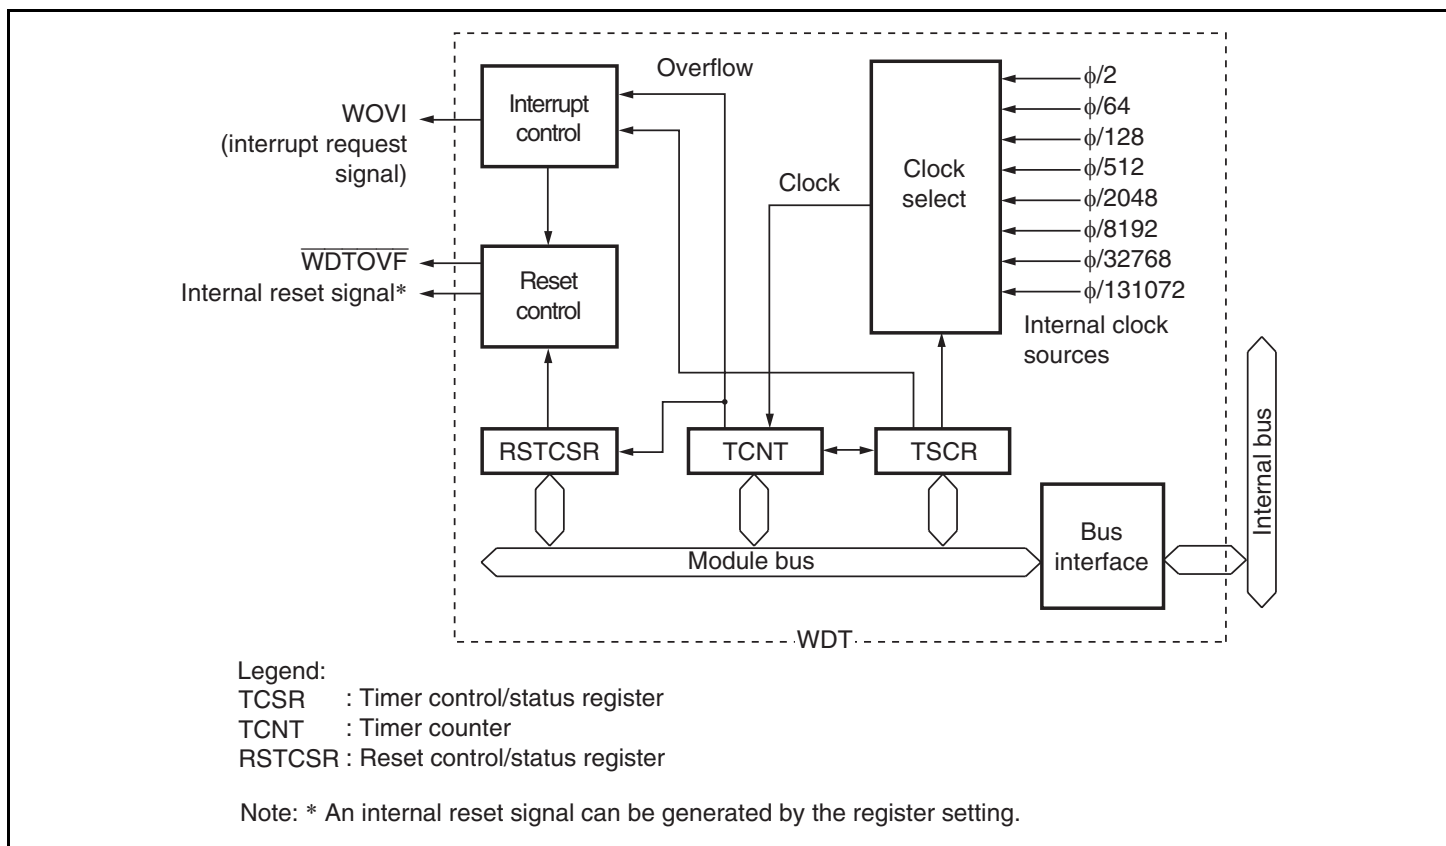 Overflow
Interrupt
control
WOVI
(interrupt request
signal)
WDTOVF
Internal reset signal*
Reset
control
Clock
Clock
select
ϕ/2
ϕ/64
ϕ/128
ϕ/512
ϕ/2048
ϕ/8192
ϕ/32768
ϕ/131072
Internal clock
sources
RSTCSR
TCNT
TSCR
Module bus
Bus
interface
Internal bus
WDT
Legend:
TCSR : Timer control/status register
TCNT : Timer counter
RSTCSR : Reset control/status register
Note: * An internal reset signal can be generated by the register setting.